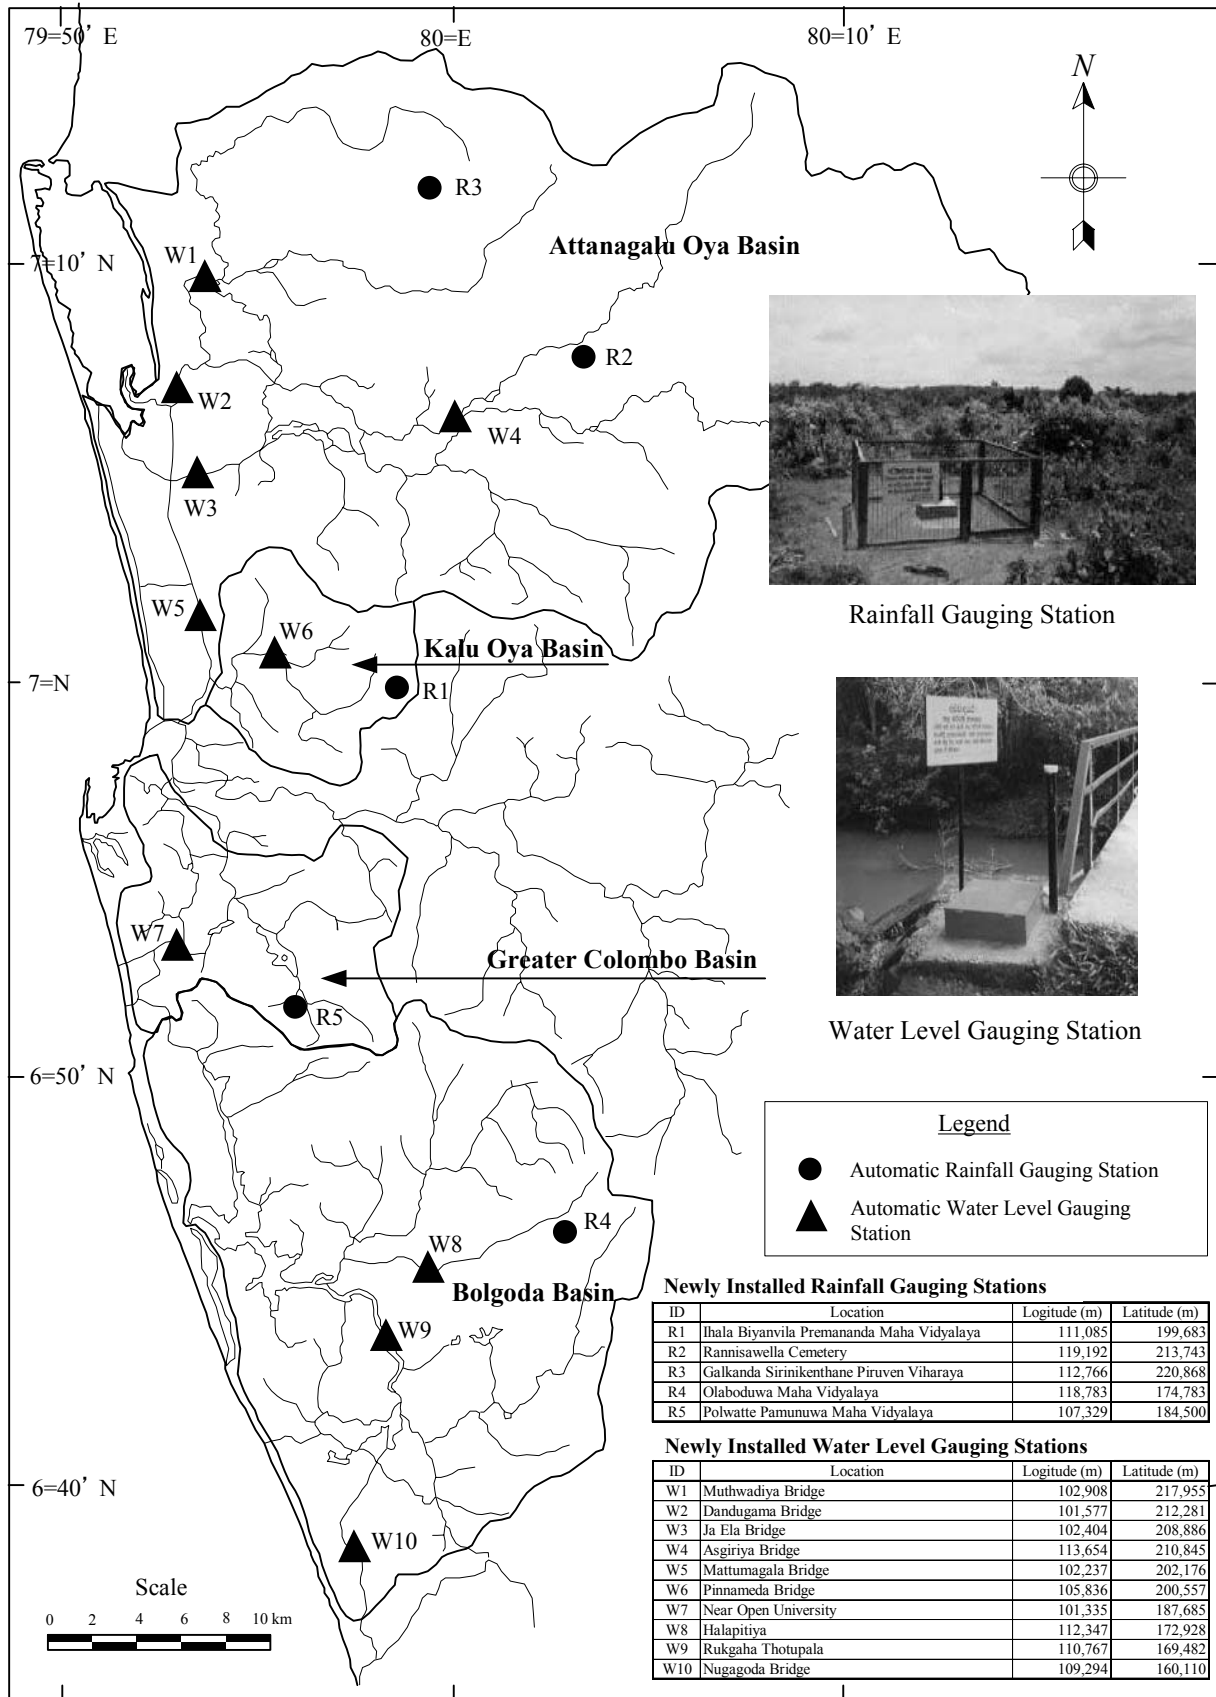 79=50' E
80=E
80=10' E
N
R3
W1
Attanagalu Oya Basin
7=10' N
R2
W2
W4
W3
Rainfall Gauging Station
W5
W6
Kalu Oya Basin
R1
7=N
W7
Greater Colombo Basin
R5
Water Level Gauging Station
6=50' N
Legend
Automatic Rainfall Gauging Station
Automatic Water Level Gauging
Station
R4
W8
Bolgoda Basin
W9
6=40' N
W10
Scale
0 2 4 6 8 10 km
Newly Installed Rainfall Gauging Stations
ID Location Logitude (m) Latitude (m)
R1 Ihala Biyanvila Premananda Maha Vidyalaya 111,085 199,683
R2 Rannisawella Cemetery 119,192 213,743
R3 Galkanda Sirinikenthane Piruven Viharaya 112,766 220,868
R4 Olaboduwa Maha Vidyalaya 118,783 174,783
R5 Polwatte Pamunuwa Maha Vidyalaya 107,329 184,500
Newly Installed Water Level Gauging Stations
ID Location Logitude (m) Latitude (m)
W1 Muthwadiya Bridge 102,908 217,955
W2 Dandugama Bridge 101,577 212,281
W3 Ja Ela Bridge 102,404 208,886
W4 Asgiriya Bridge 113,654 210,845
W5 Mattumagala Bridge 102,237 202,176
W6 Pinnameda Bridge 105,836 200,557
W7 Near Open University 101,335 187,685
W8 Halapitiya 112,347 172,928
W9 Rukgaha Thotupala 110,767 169,482
W10 Nugagoda Bridge 109,294 160,110